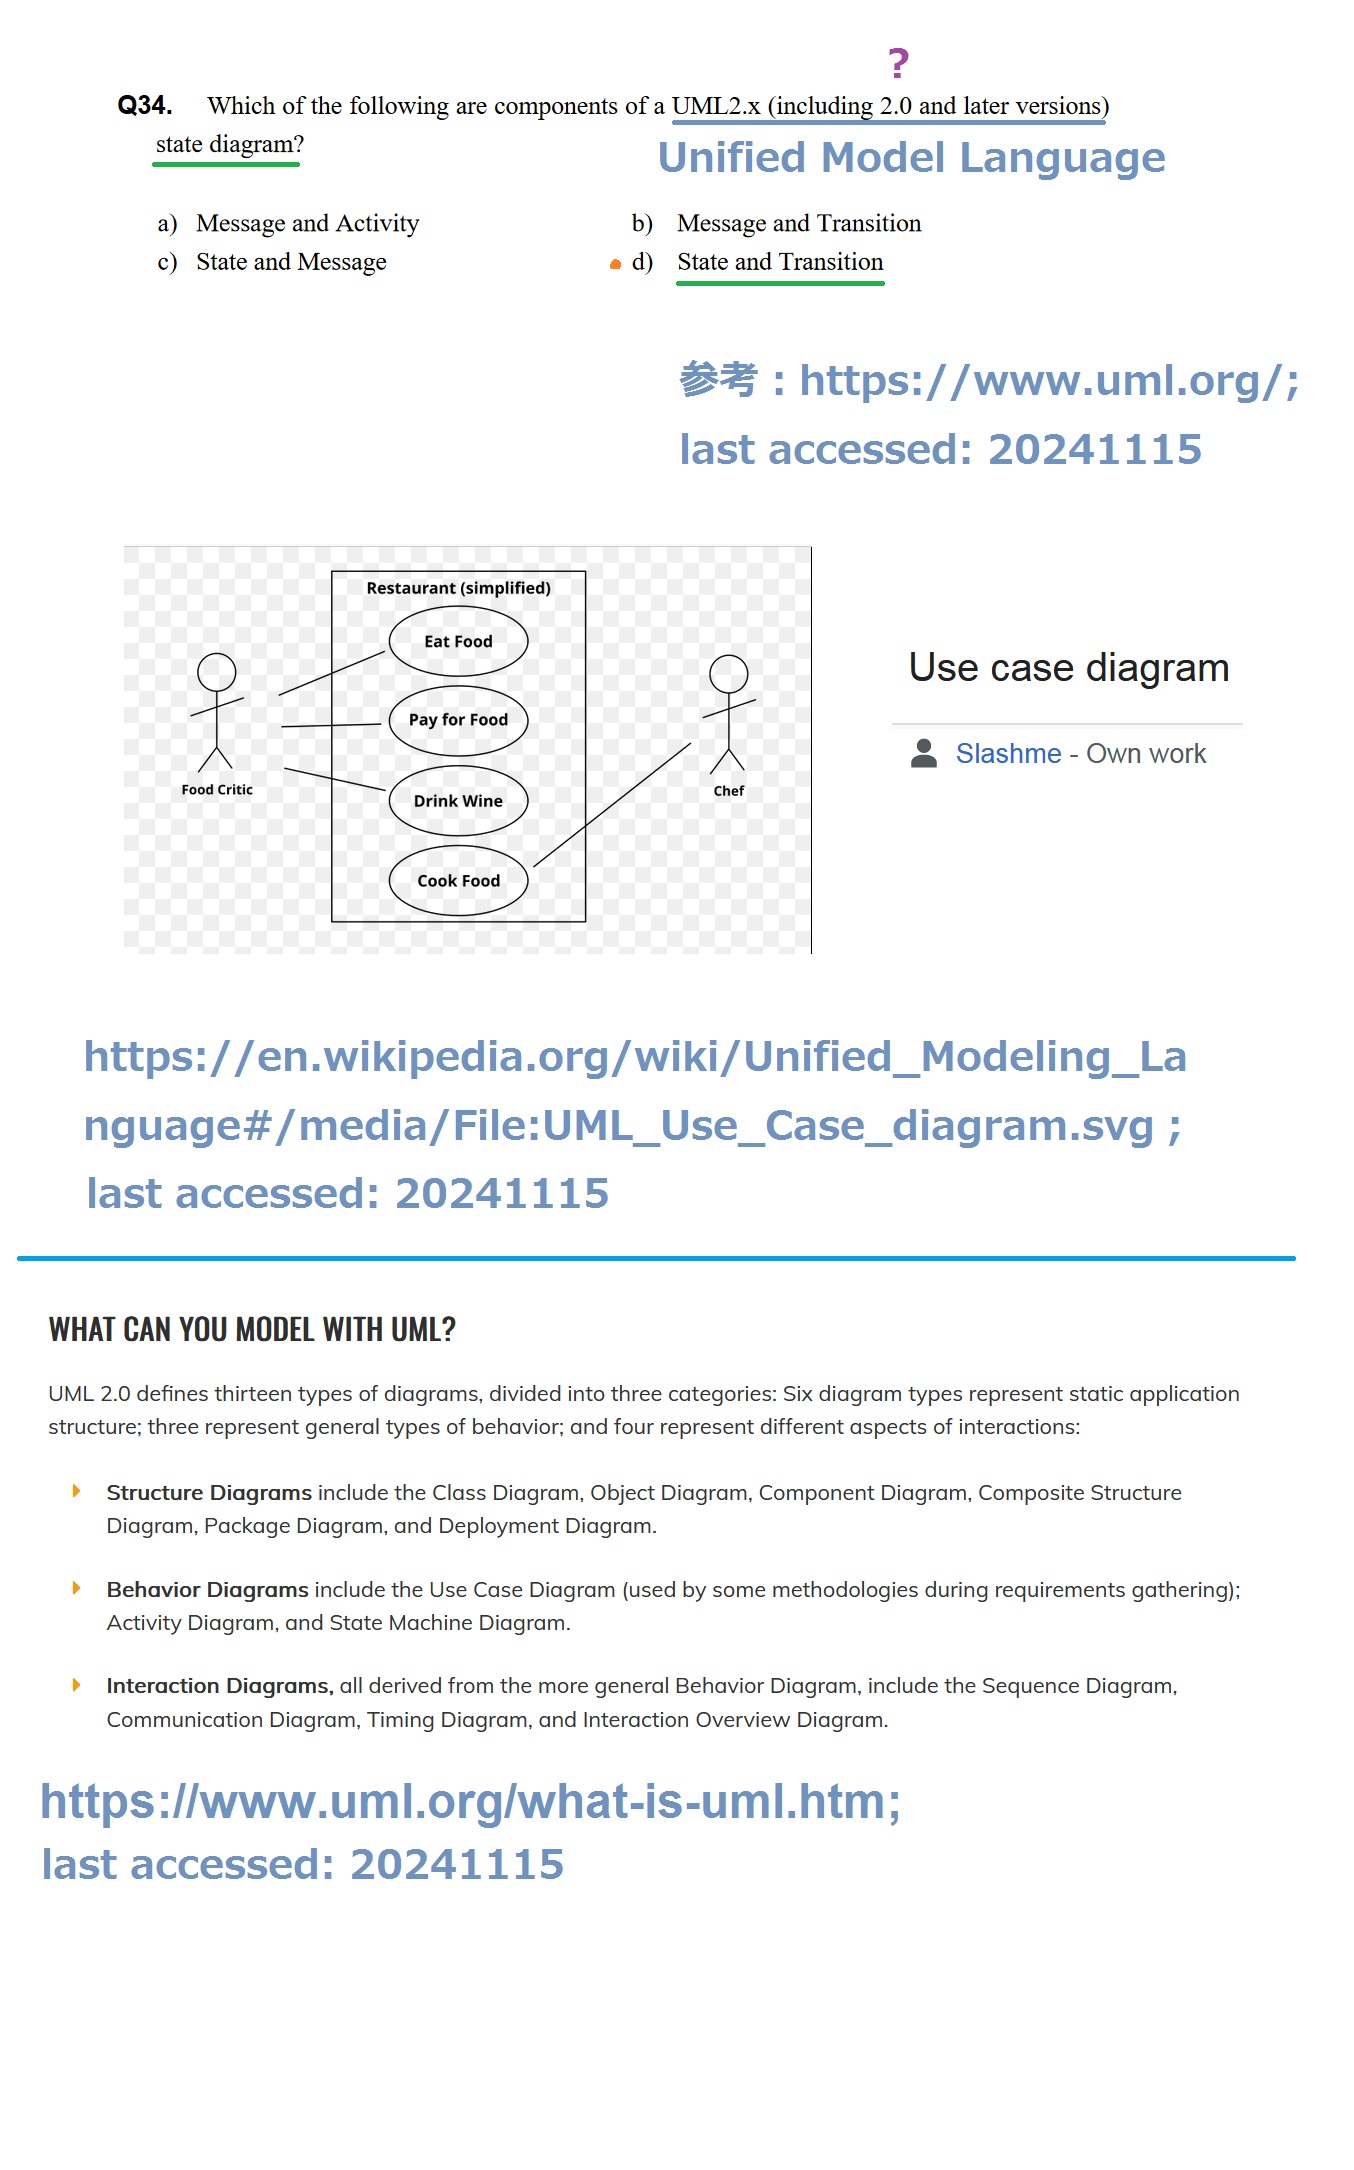 ?
Q34. Which of the following are components of a UML2.x (including 2.0 and later versions)
state diagram?
Unified Model Language
a) Message and Activity
b) Message and Transition
c) State and Message
d) State and Transition
参考 : https://www.uml.org/;
last accessed: 20241115
Restaurant (simplified)
Eat Food
Pay for Food
Drink Wine
Cook Food
Food Critic
Chef
Use case diagram
Slashme - Own work
https://en.wikipedia.org/wiki/Unified_Modeling_La
nguage#/media/File:UML_Use_Case_diagram.svg ;
last accessed: 20241115
WHAT CAN YOU MODEL WITH UML?
UML 2.0 defines thirteen types of diagrams, divided into three categories: Six diagram types represent static application
structure; three represent general types of behavior; and four represent different aspects of interactions:
Structure Diagrams include the Class Diagram, Object Diagram, Component Diagram, Composite Structure
Diagram, Package Diagram, and Deployment Diagram.
Behavior Diagrams include the Use Case Diagram (used by some methodologies during requirements gathering);
Activity Diagram, and State Machine Diagram.
Interaction Diagrams, all derived from the more general Behavior Diagram, include the Sequence Diagram,
Communication Diagram, Timing Diagram, and Interaction Overview Diagram.
https://www.uml.org/what-is-uml.htm;
last accessed: 20241115